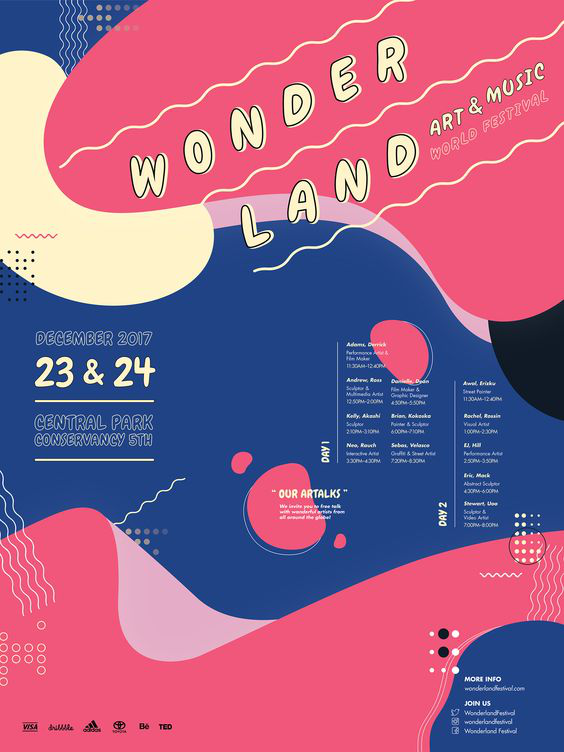 WONDER
LAND
ART & MUSIC
WORLD FESTIVAL
DECEMBER 2017
23 & 24
CENTRAL PARK
CONSERVANCY 5TH
DAY 1
Adams, Derrick
Performance Artist &
Film Maker
11:30AM-12:40PM
Andrew, Ross
Sculptor &
Multimedia Artist
12:50PM-2:00PM
Kelly, Akashi
Sculptor
2:10PM-3:10PM
Neo, Rauch
Interactive Artist
3:30PM-4:30PM
Danielle, Dean
Film Maker &
Graphic Designer
4:50PM-5:50PM
Brian, Kokoska
Painter & Sculptor
6:00PM-7:10PM
Sebas, Velasco
Graffiti & Street Artist
7:20PM-8:30PM
DAY 2
Awol, Erizku
Street Painter
11:30AM-12:40PM
Rachel, Rossin
Visual Artist
1:00PM-2:30PM
EJ, Hill
Performance Artist
2:50PM-3:50PM
Eric, Mack
Abstract Sculptor
4:30PM-6:00PM
Stewart, Uoo
Sculptor &
Video Artist
7:00PM-8:00PM
“ OUR ARTALKS ”
We invite you to free talk
with wonderful artists from
all around the globe!
MORE INFO
wonderlandfestival.com
JOIN US
WonderlandFestival
wonderlandfestival
Wonderland Festival
VISA dribbble adidas TOYOTA Bē TED